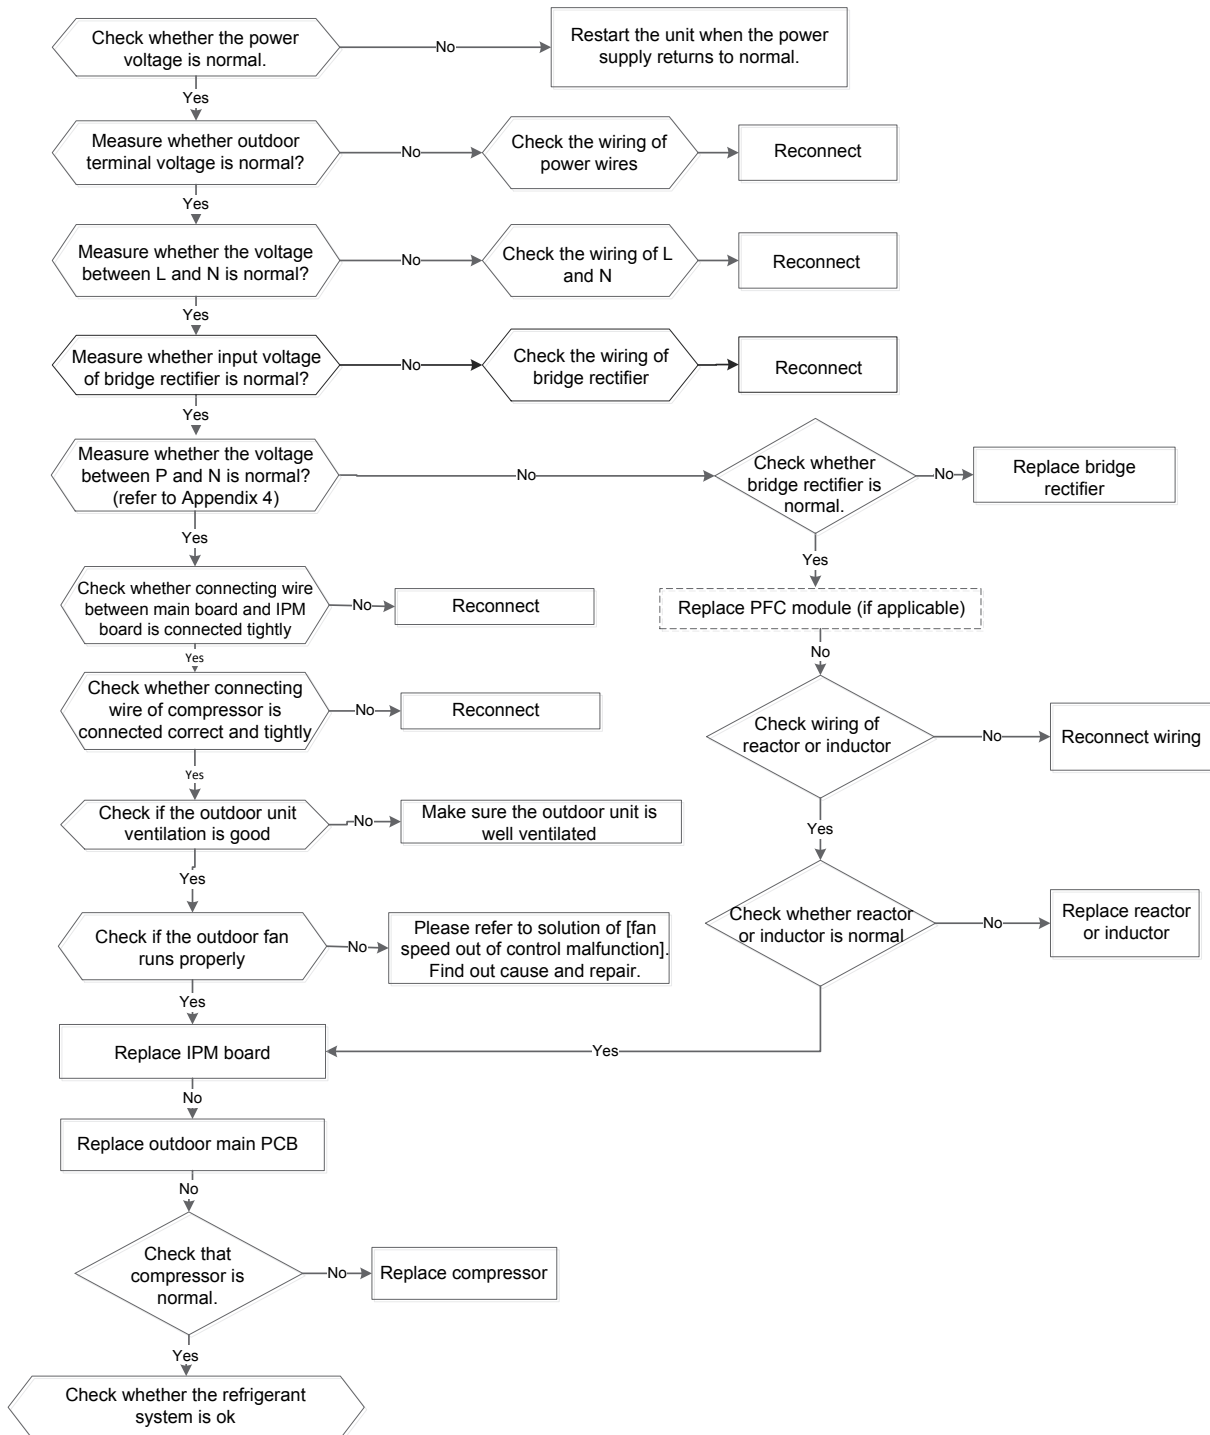 Check whether the power
voltage is normal.
No
Restart the unit when the power
supply returns to normal.
Yes
Measure whether outdoor
terminal voltage is normal?
No
Check the wiring of
power wires
Reconnect
Yes
Measure whether the voltage
between L and N is normal?
No
Check the wiring of L
and N
Reconnect
Yes
Measure whether input voltage
of bridge rectifier is normal?
No
Check the wiring of
bridge rectifier
Reconnect
Yes
Measure whether the voltage
between P and N is normal?
(refer to Appendix 4)
No
Check whether
bridge rectifier is
normal.
No
Replace bridge
rectifier
Yes
Yes
Check whether connecting wire
between main board and IPM
board is connected tightly
No
Reconnect
Replace PFC module (if applicable)
No
Yes
Check whether connecting
wire of compressor is
connected correct and tightly
No
Reconnect
Check wiring of
reactor or inductor
No
Reconnect wiring
Yes
Yes
Check if the outdoor unit
ventilation is good
No
Make sure the outdoor unit is
well ventilated
Yes
Check whether reactor
or inductor is normal
No
Replace reactor
or inductor
Check if the outdoor fan
runs properly
No
Please refer to solution of [fan
speed out of control malfunction].
Find out cause and repair.
Yes
Replace IPM board
Yes
No
Replace outdoor main PCB
No
Check that
compressor is
normal.
No
Replace compressor
Yes
Check whether the refrigerant
system is ok